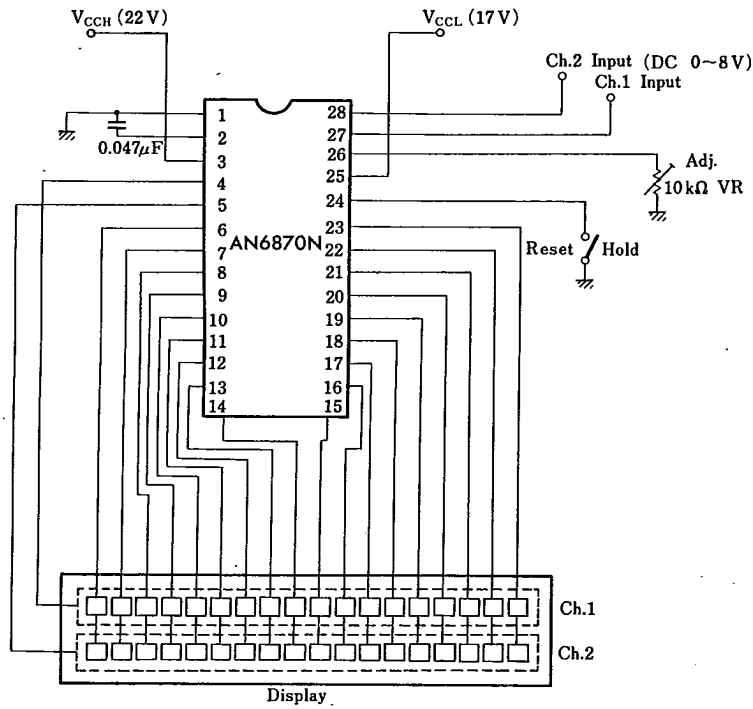 V_CCH (22 V)
V_CCL (17 V)
Ch.2 Input (DC 0~8 V)
Ch.1 Input
0.047μF
1
2
3
4
5
6
7
8
9
10
11
12
13
14
AN6870N
28
27
26
25
24
23
22
21
20
19
18
17
16
15
Adj.
10kΩ VR
Reset
Hold
Ch.1
Ch.2
Display